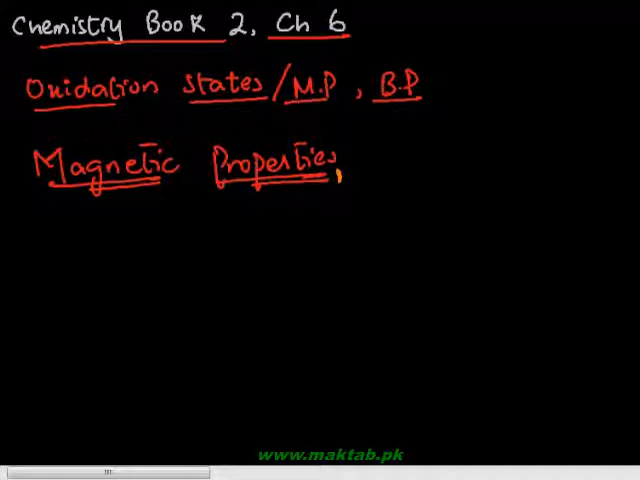 Chemistry Book 2, Ch 6
Oxidation states / M.P, B.P
Magnetic Properties
www.maktab.pk